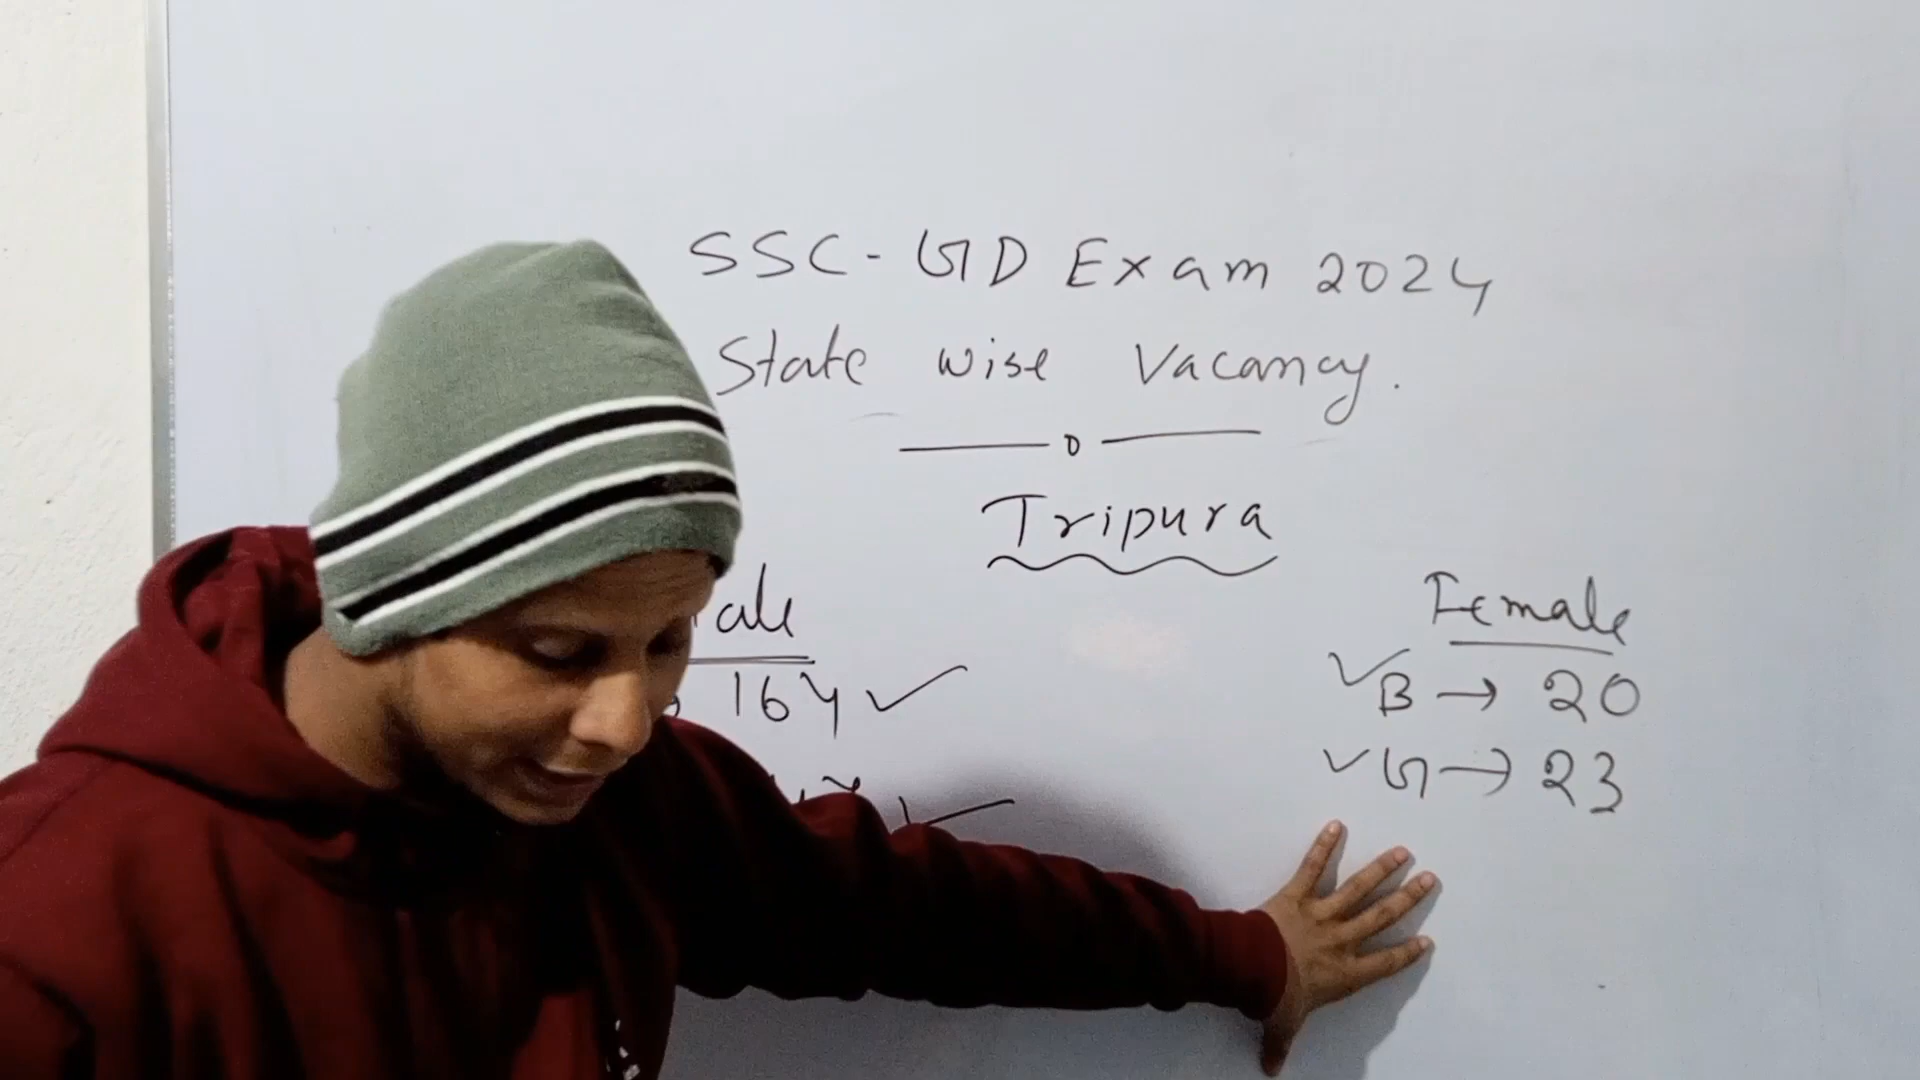 SSC-GD Exam 2024
State wise Vacancy.
Tripura
ale
164
Female
B → 20
G → 23